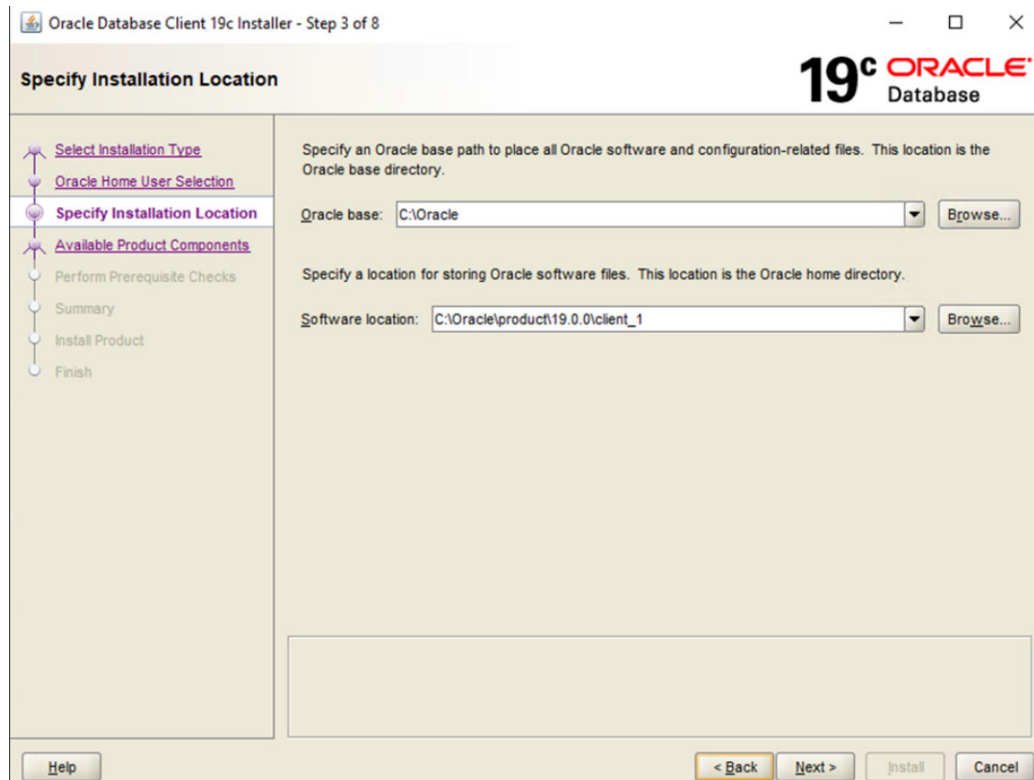 Oracle Database Client 19c Installer - Step 3 of 8
Specify Installation Location
19c ORACLE
Database
Select Installation Type
Oracle Home User Selection
Specify Installation Location
Available Product Components
Perform Prerequisite Checks
Summary
Install Product
Finish
Specify an Oracle base path to place all Oracle software and configuration-related files. This location is the
Oracle base directory.
Oracle base: C:\Oracle Browse...
Specify a location for storing Oracle software files. This location is the Oracle home directory.
Software location: C:\Oracle\product\19.0.0\client_1 Browse...
Help < Back Next > Install Cancel